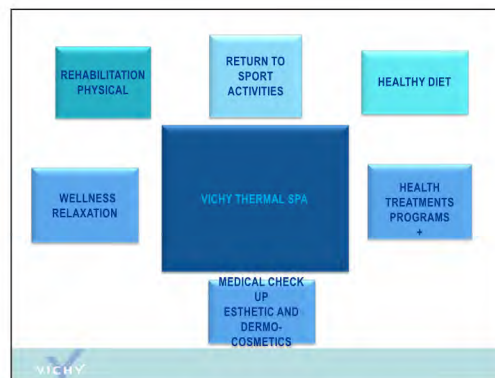 REHABILITATION
PHYSICAL
RETURN TO
SPORT
ACTIVITIES
HEALTHY DIET
WELLNESS
RELAXATION
VICHY THERMAL SPA
HEALTH
TREATMENTS
PROGRAMS
+
MEDICAL CHECK
UP
ESTHETIC AND
DERMO-
COSMETICS
VICHY